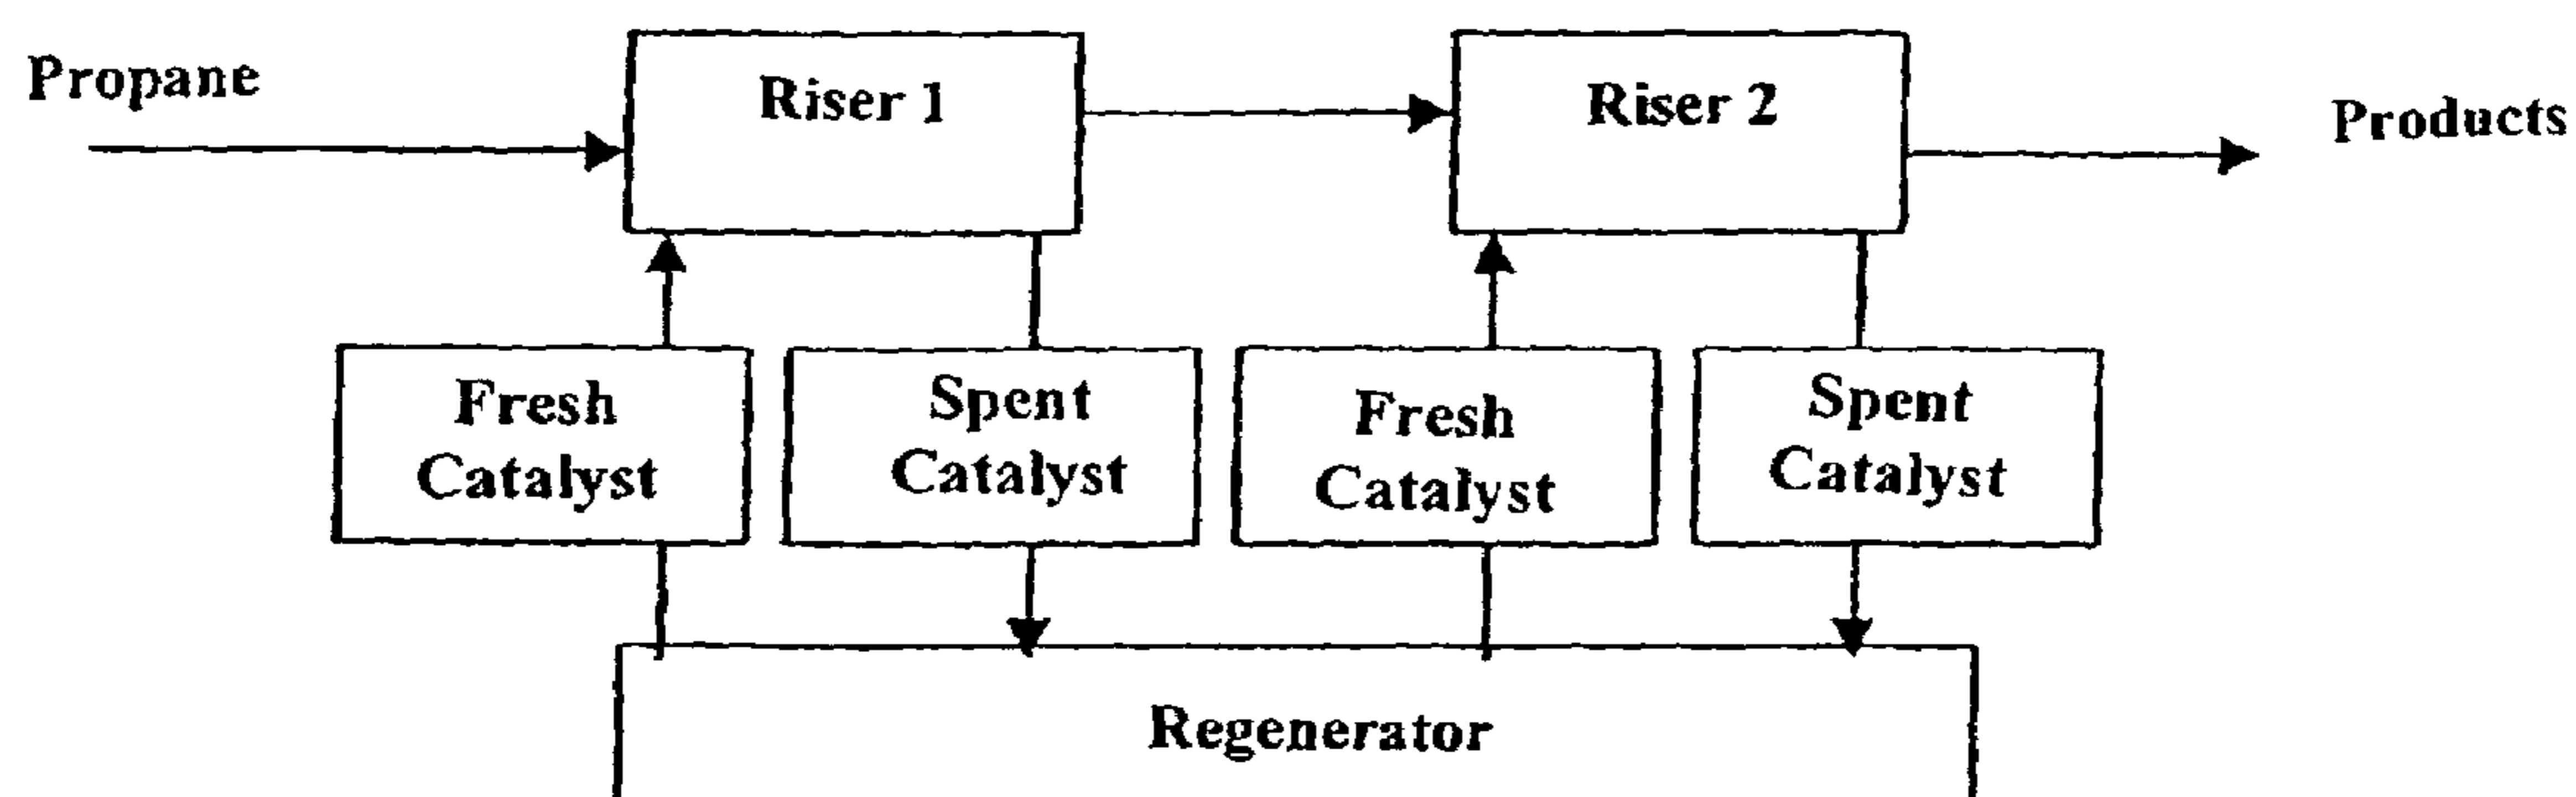 Propane
Riser 1
Riser 2
Products
Fresh
Catalyst
Spent
Catalyst
Fresh
Catalyst
Spent
Catalyst
Regenerator